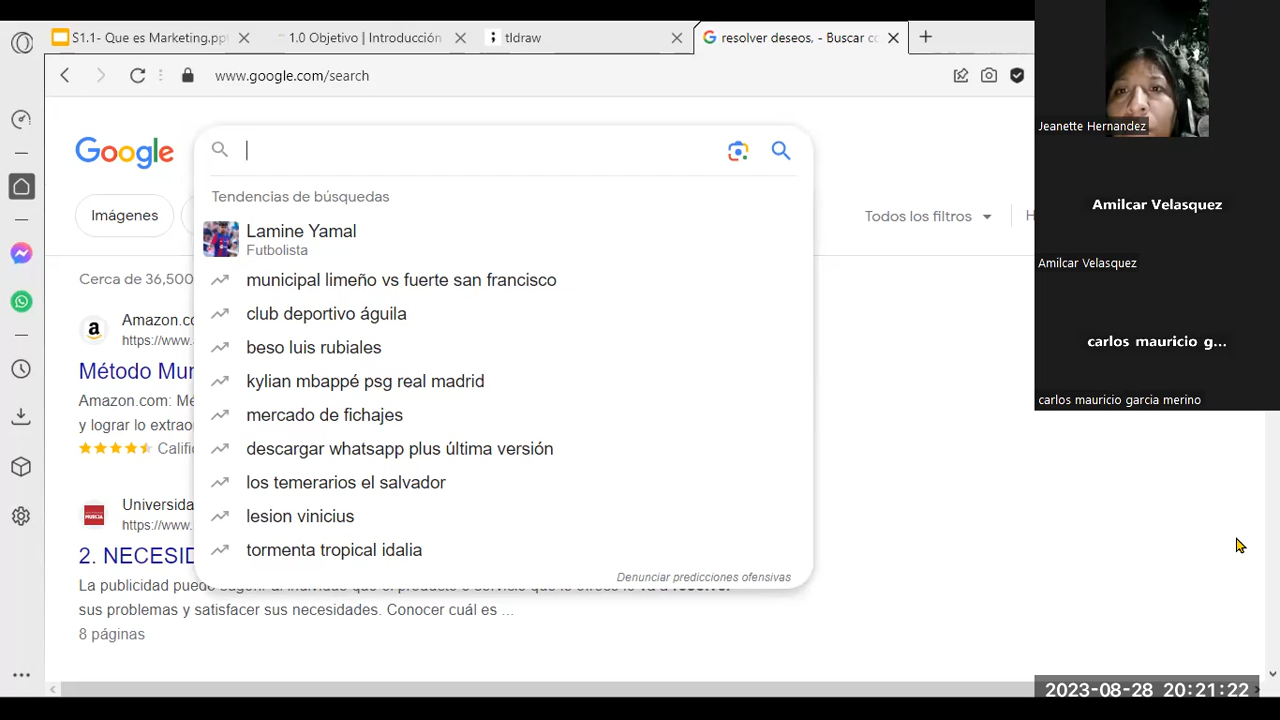 S1.1- Que es Marketing.pp
1.0 Objetivo | Introducción
tldraw
resolver deseos, - Buscar co
www.google.com/search
Google
Tendencias de búsquedas
Lamine Yamal
Futbolista
municipal limeño vs fuerte san francisco
club deportivo águila
beso luis rubiales
kylian mbappé psg real madrid
mercado de fichajes
descargar whatsapp plus última versión
los temerarios el salvador
lesion vinicius
tormenta tropical idalia
Denunciar predicciones ofensivas
Imágenes
Todos los filtros
Cerca de 36,500
Amazon.co
https://www.
Método Mun
Amazon.com: Mé
y lograr lo extrao
Califi
Universida
https://www.
2. NECESID
La publicidad puede
sus problemas y satisfacer sus necesidades. Conocer cuál es ...
8 páginas
Jeanette Hernandez
Amilcar Velasquez
Amilcar Velasquez
carlos mauricio g...
carlos mauricio garcia merino
2023-08-28 20:21:22